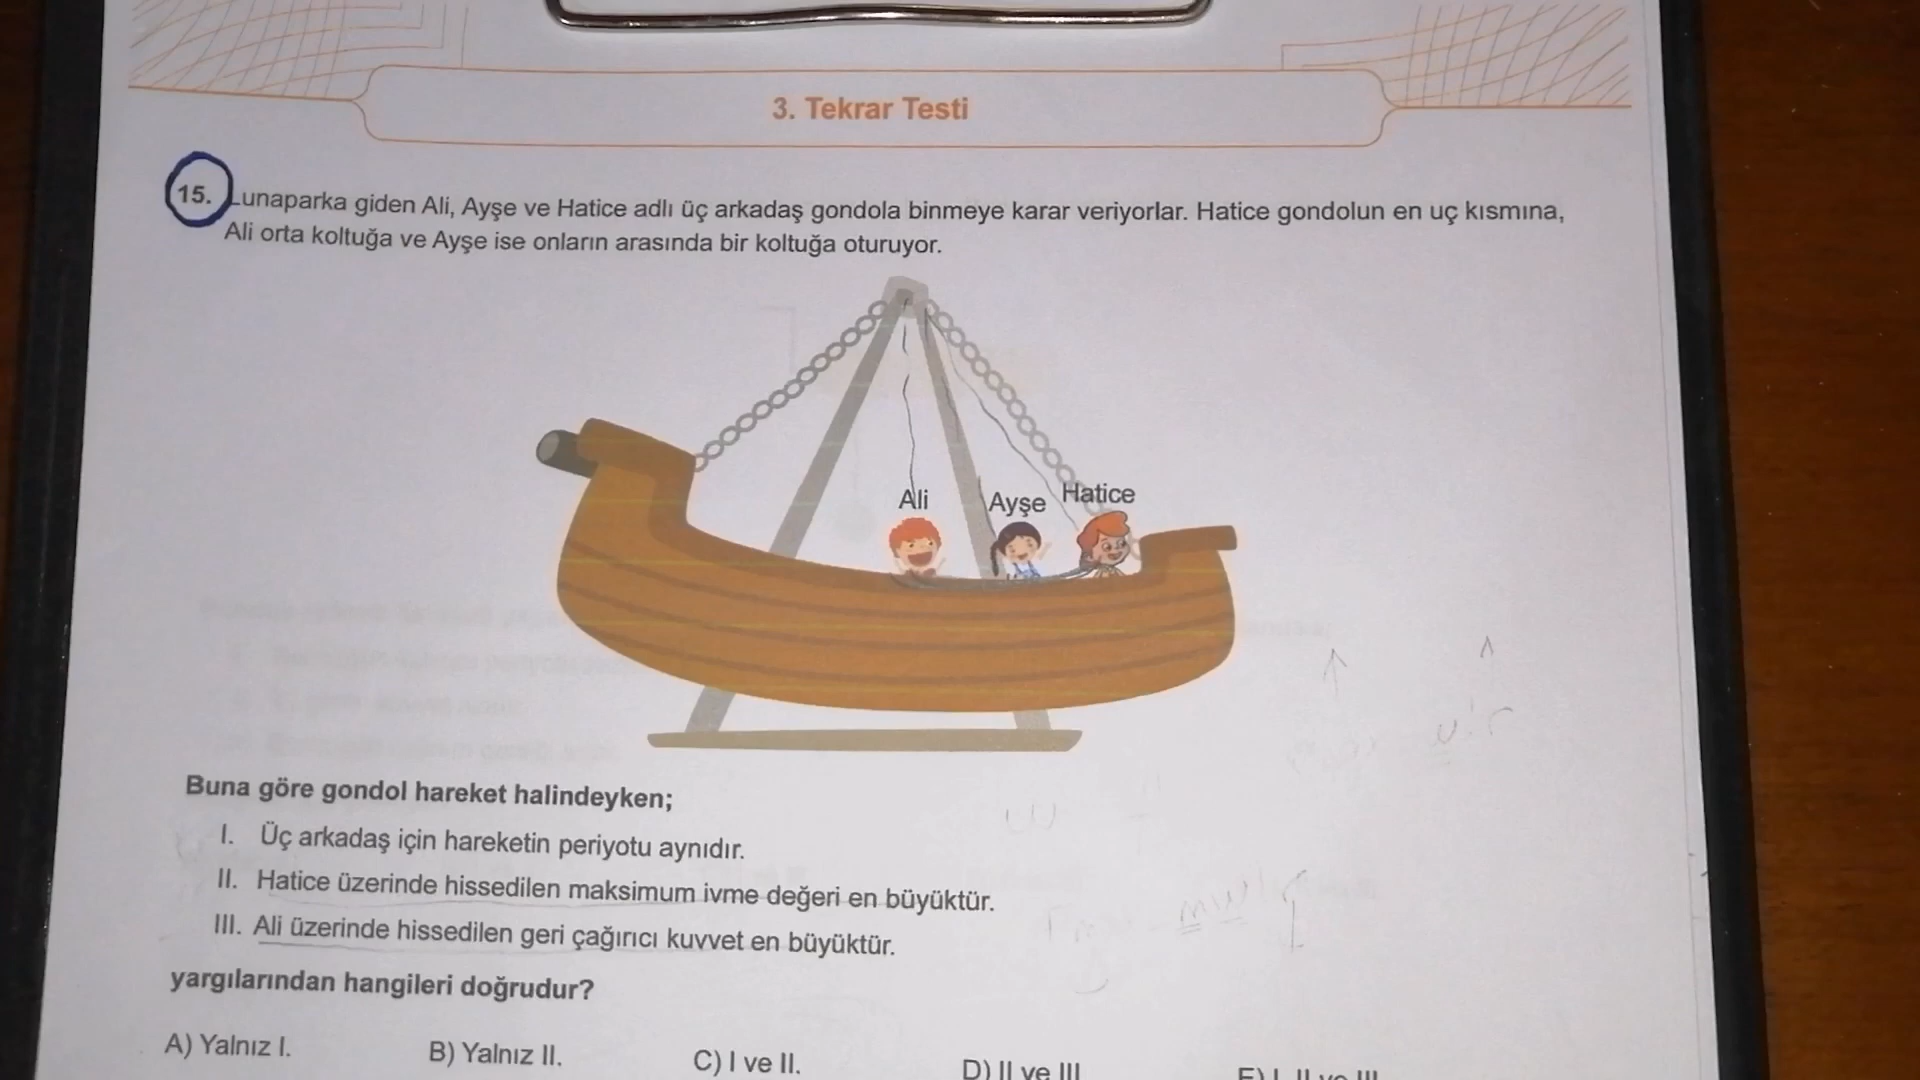 3. Tekrar Testi
15. Lunaparka giden Ali, Ayşe ve Hatice adlı üç arkadaş gondola binmeye karar veriyorlar. Hatice gondolun en uç kısmına,
Ali orta koltuğa ve Ayşe ise onların arasında bir koltuğa oturuyor.
Ali Ayşe Hatice
Buna göre gondol hareket halindeyken;
I. Üç arkadaş için hareketin periyotu aynıdır.
II. Hatice üzerinde hissedilen maksimum ivme değeri en büyüktür.
III. Ali üzerinde hissedilen geri çağırıcı kuvvet en büyüktür.
yargılarından hangileri doğrudur?
A) Yalnız I. B) Yalnız II. C) I ve II. D) II ve III E) I, II ve III